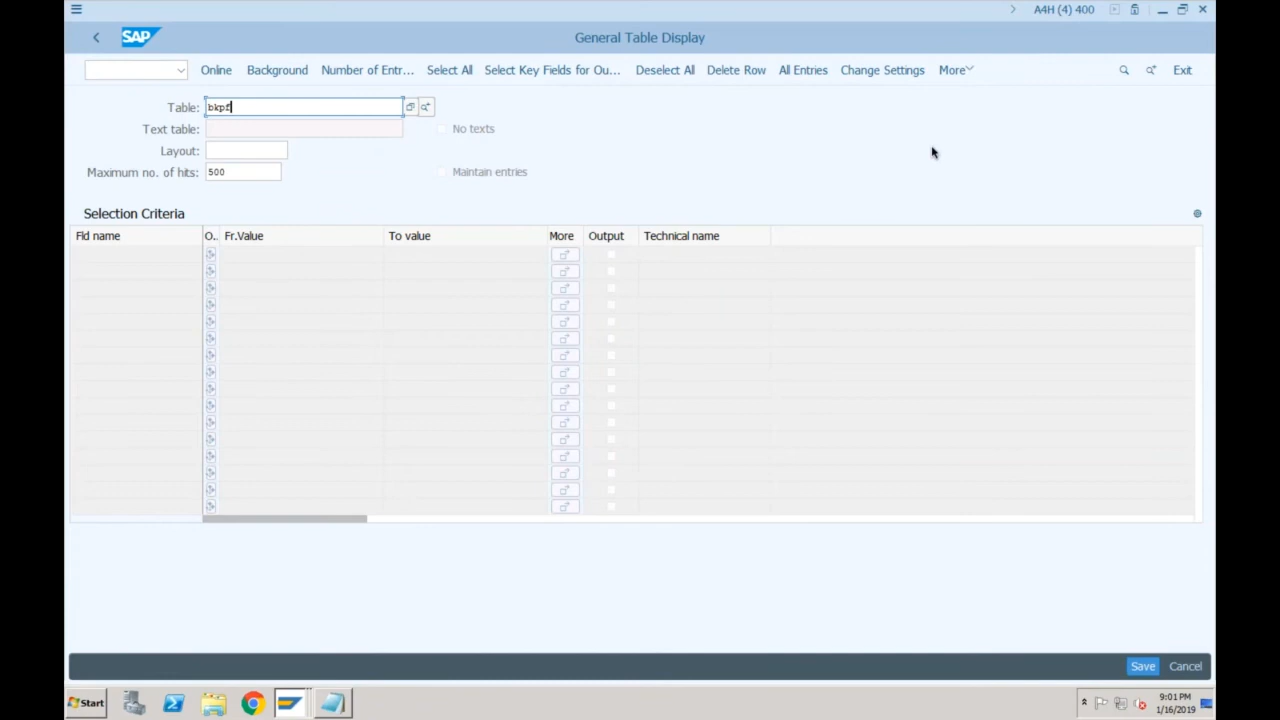 A4H (4) 400
SAP General Table Display
Online Background Number of Entr... Select All Select Key Fields for Ou... Deselect All Delete Row All Entries Change Settings More Exit
Table: bkpf
Text table: No texts
Layout:
Maximum no. of hits: 500 Maintain entries
Selection Criteria
Fld name O.. Fr.Value To value More Output Technical name
Save Cancel
Start 9:01 PM
1/16/2019